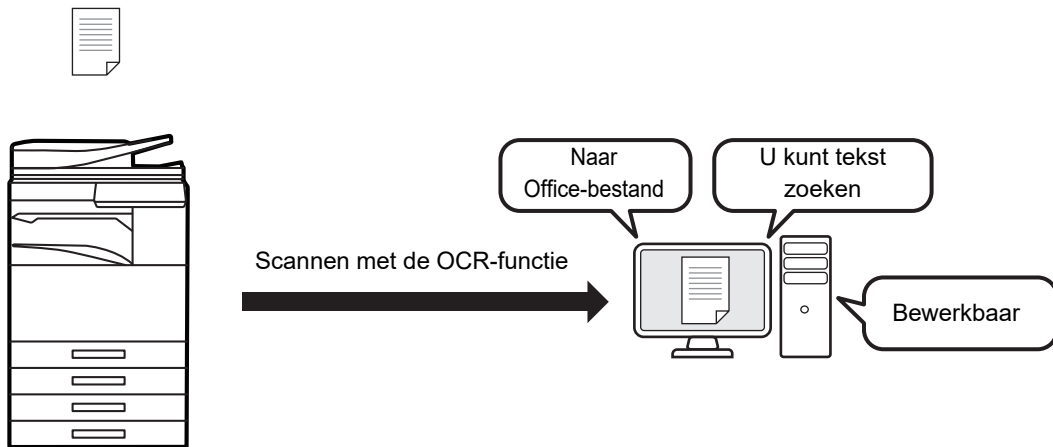 Naar
Office-bestand
U kunt tekst
zoeken
Scannen met de OCR-functie
Bewerkbaar